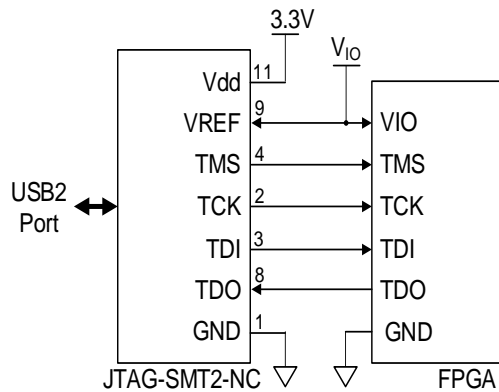 3.3V
VIO
Vdd 11
VREF 9 VIO
TMS 4 TMS
USB2
Port
TCK 2 TCK
TDI 3 TDI
TDO 8 TDO
GND 1 GND
JTAG-SMT2-NC FPGA